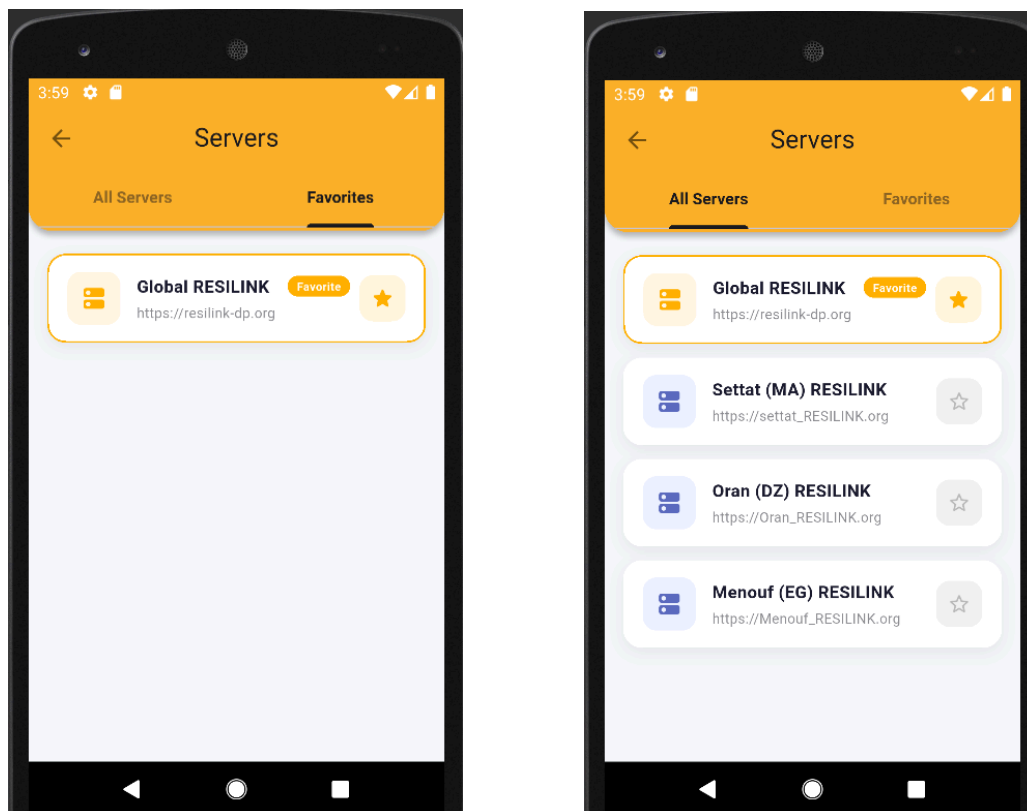 3:59
Servers
All Servers Favorites
Global RESILINK Favorite
https://resilink-dp.org
3:59
Servers
All Servers Favorites
Global RESILINK Favorite
https://resilink-dp.org
Settat (MA) RESILINK
https://settat_RESILINK.org
Oran (DZ) RESILINK
https://Oran_RESILINK.org
Menouf (EG) RESILINK
https://Menouf_RESILINK.org